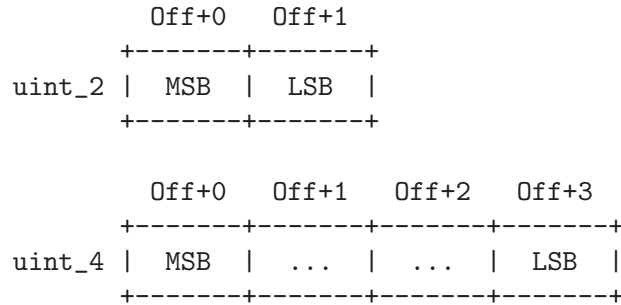 Off+0 Off+1
+-------+-------+
uint_2 | MSB | LSB |
+-------+-------+
Off+0 Off+1 Off+2 Off+3
+-------+-------+-------+-------+
uint_4 | MSB | ... | ... | LSB |
+-------+-------+-------+-------+